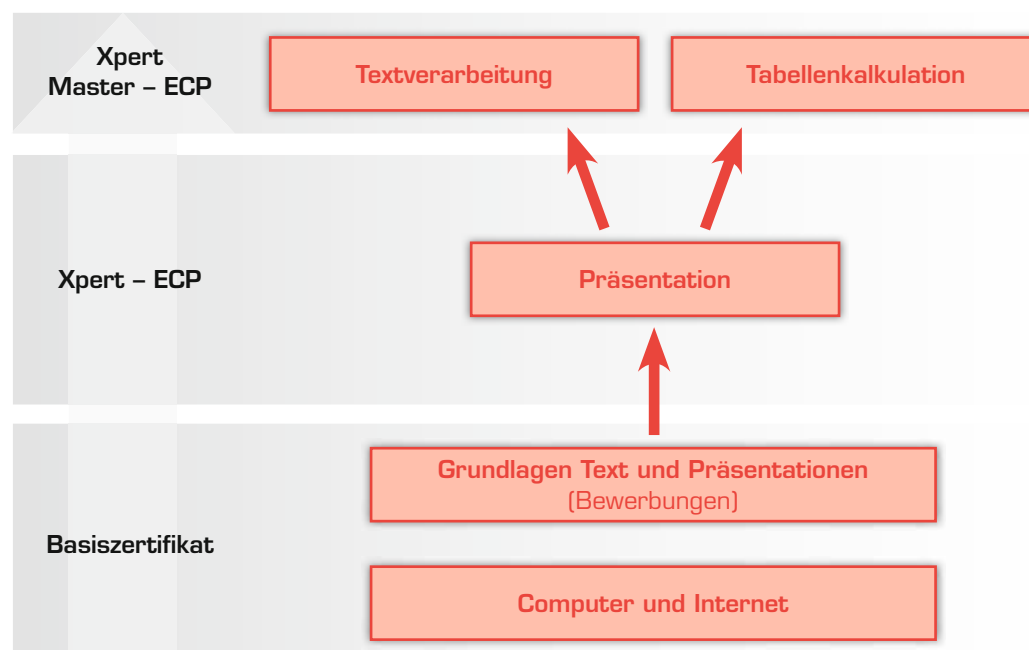 Xpert
Master – ECP
Textverarbeitung
Tabellenkalkulation
Xpert – ECP
Präsentation
Basiszertifikat
Grundlagen Text und Präsentationen
(Bewerbungen)
Computer und Internet